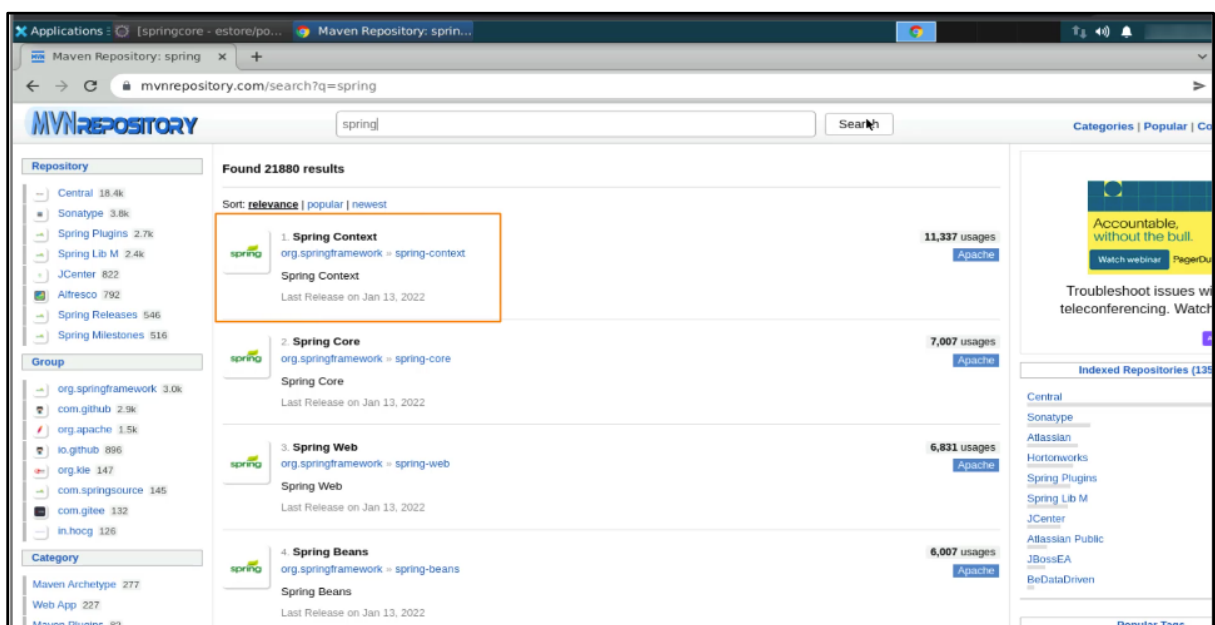 Applications : [springcore - estore/po... Maven Repository: sprin...
Maven Repository: spring × +
mvnrepository.com/search?q=spring
MVNREPOSITORY
spring
Search
Categories | Popular | Co
Repository
Central 18.4k
Sonatype 3.8k
Spring Plugins 2.7k
Spring Lib M 2.4k
JCenter 822
Alfresco 792
Spring Releases 546
Spring Milestones 516
Group
org.springframework 3.0k
com.github 2.9k
org.apache 1.5k
io.github 896
org.kie 147
com.springsource 145
com.gitee 132
in.hocg 126
Category
Maven Archetype 277
Web App 227
Maven Plugins 82
Found 21880 results
Sort: relevance | popular | newest
spring
1. Spring Context
11,337 usages
org.springframework » spring-context
Apache
Spring Context
Last Release on Jan 13, 2022
spring
2. Spring Core
7,007 usages
org.springframework » spring-core
Apache
Spring Core
Last Release on Jan 13, 2022
spring
3. Spring Web
6,831 usages
org.springframework » spring-web
Apache
Spring Web
Last Release on Jan 13, 2022
spring
4. Spring Beans
6,007 usages
org.springframework » spring-beans
Apache
Spring Beans
Last Release on Jan 13, 2022
Accountable,
without the bull.
Watch webinar PagerDu
Troubleshoot issues wi
teleconferencing. Watch
Indexed Repositories (135
Central
Sonatype
Atlassian
Hortonworks
Spring Plugins
Spring Lib M
JCenter
Atlassian Public
JBossEA
BeDataDriven
Popular Tags